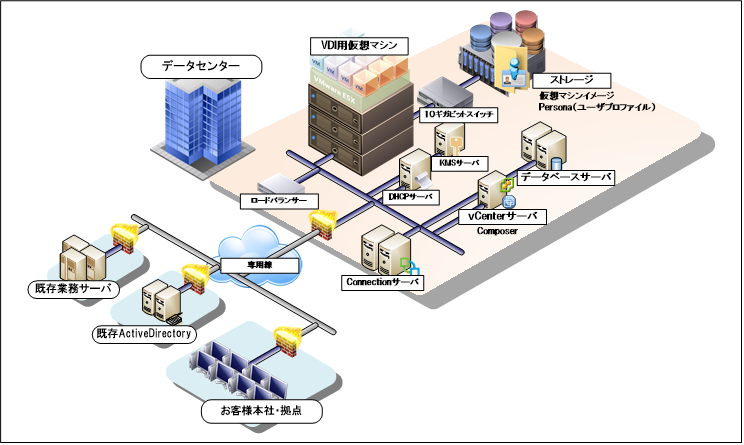 データセンター
VDI用仮想マシン
VM VM
VMware ESX
ストレージ
仮想マシンイメージ
Persona(ユーザプロファイル)
10ギガビットスイッチ
KMSサーバ
データベースサーバ
DHCPサーバ
ロードバランサー
vCenterサーバ
Composer
専用線
Connectionサーバ
既存業務サーバ
既存ActiveDirectory
お客様本社・拠点